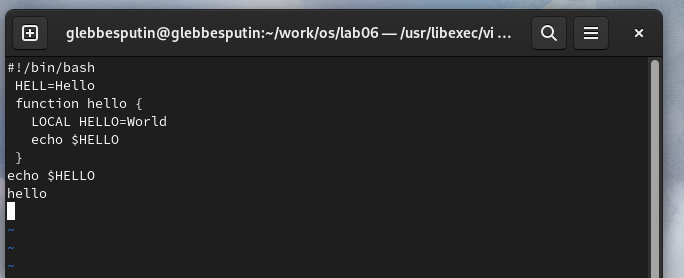 glebbesputin@glebbesputin:~/work/os/lab06 — /usr/libexec/vi ...
#!/bin/bash
 HELL=Hello
 function hello {
   LOCAL HELLO=World
   echo $HELLO
 }
echo $HELLO
hello
~
~
~